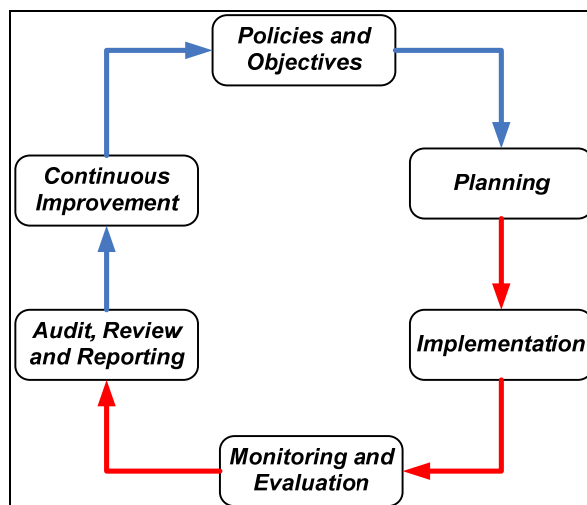 Policies and
Objectives
Continuous
Improvement
Planning
Audit, Review
and Reporting
Implementation
Monitoring and
Evaluation